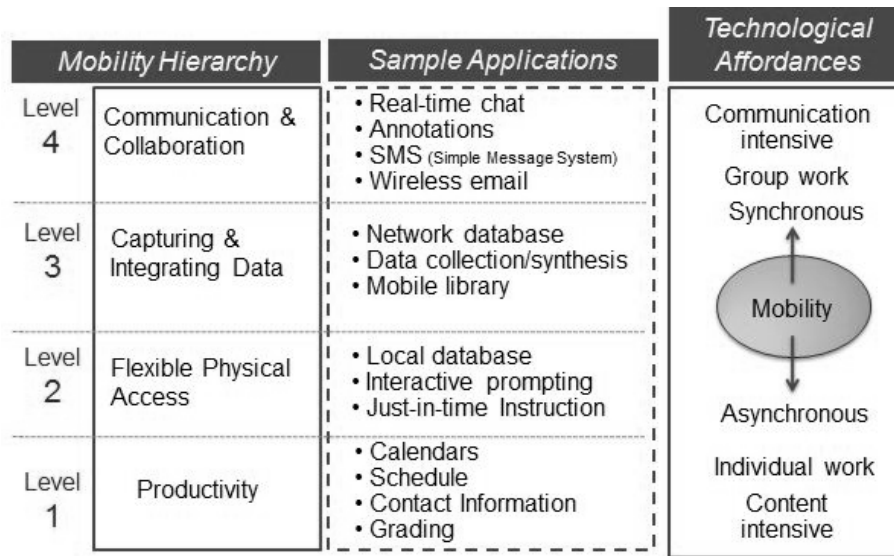 Mobility Hierarchy
Sample Applications
Technological
Affordances
Level
4
Communication &
Collaboration
• Real-time chat
• Annotations
• SMS (Simple Message System)
• Wireless email
Level
3
Capturing &
Integrating Data
• Network database
• Data collection/synthesis
• Mobile library
Level
2
Flexible Physical
Access
• Local database
• Interactive prompting
• Just-in-time Instruction
Level
1
Productivity
• Calendars
• Schedule
• Contact Information
• Grading
Communication
intensive
Group work
Synchronous
Mobility
Asynchronous
Individual work
Content
intensive